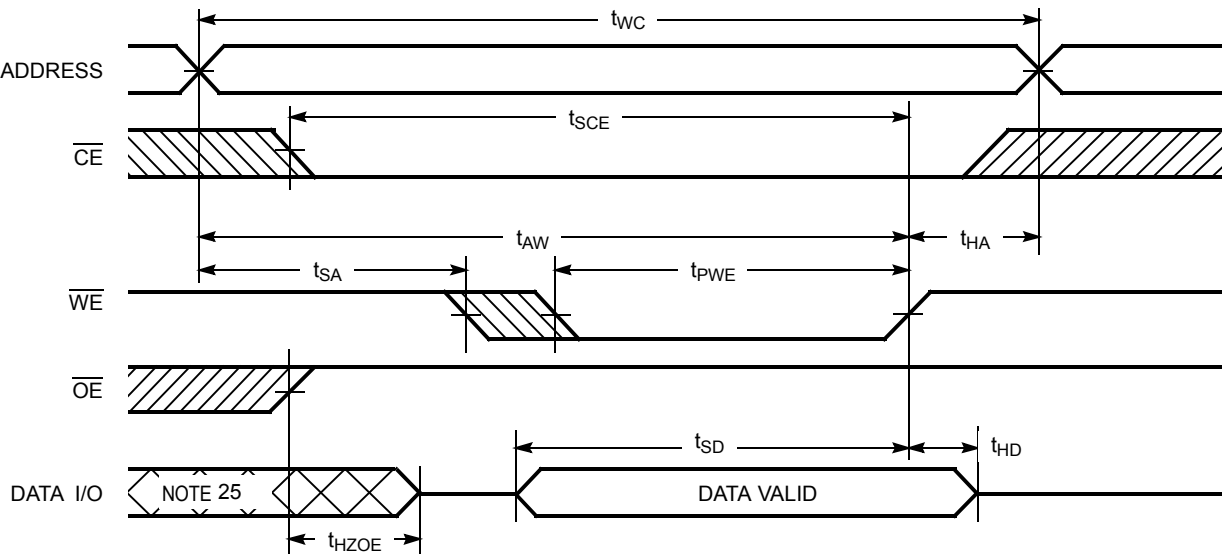 tWC
ADDRESS
tSCE
CE
tAW
tHA
tSA
tPWE
WE
OE
tSD
tHD
DATA I/O
NOTE 25
DATA VALID
tHZOE